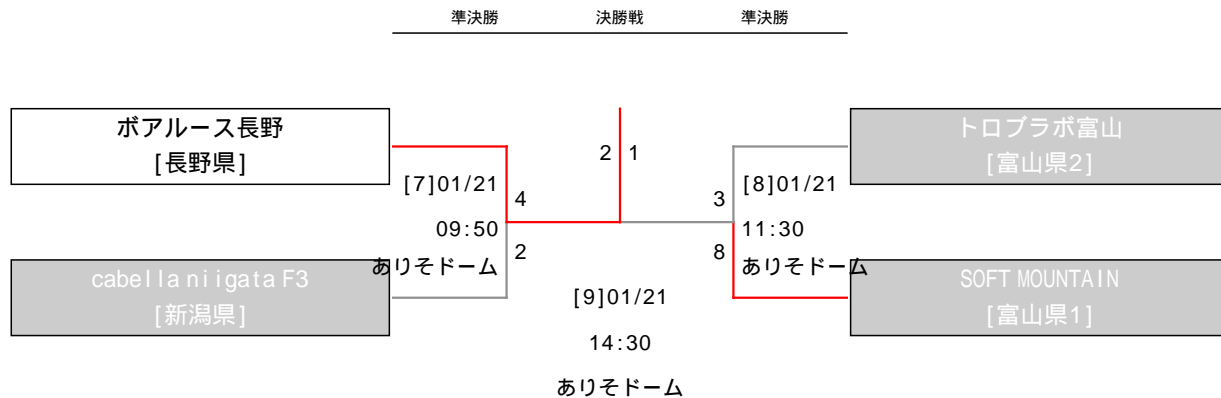 準決勝 決勝戦 準決勝
ボアルース長野
[長野県]
トロブラボ富山
[富山県2]
2 1
[7]01/21
4
3
[8]01/21
09:50
11:30
2
8
ありそドーム
ありそドーム
cabella niigata F3
[新潟県]
SOFT MOUNTAIN
[富山県1]
[9]01/21
14:30
ありそドーム